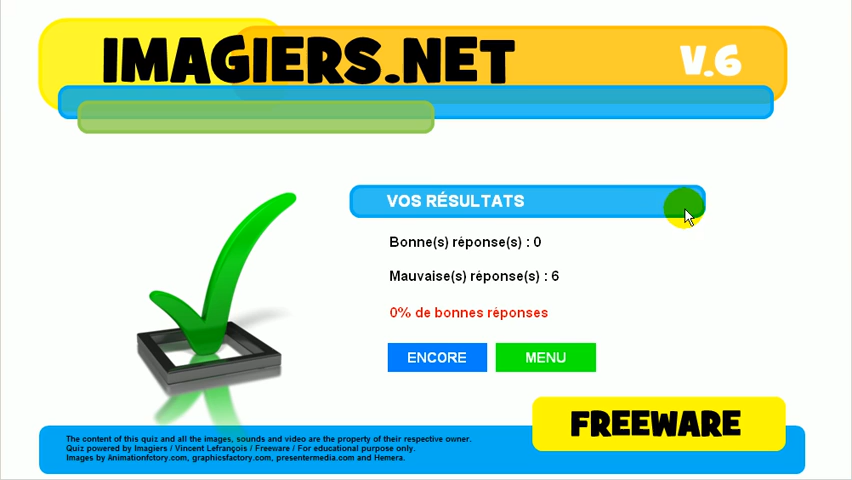 IMAGIERS.NET
V.6
VOS RÉSULTATS
Bonne(s) réponse(s) : 0
Mauvaise(s) réponse(s) : 6
0% de bonnes réponses
ENCORE
MENU
FREEWARE
The content of this quiz and all the images, sounds and video are the property of their respective owner.
Quiz powered by Imagiers / Vincent Lefrançois / Freeware / For educational purpose only.
Images by Animationfctory.com, graphicsfactory.com, presentermedia.com and Hemera.